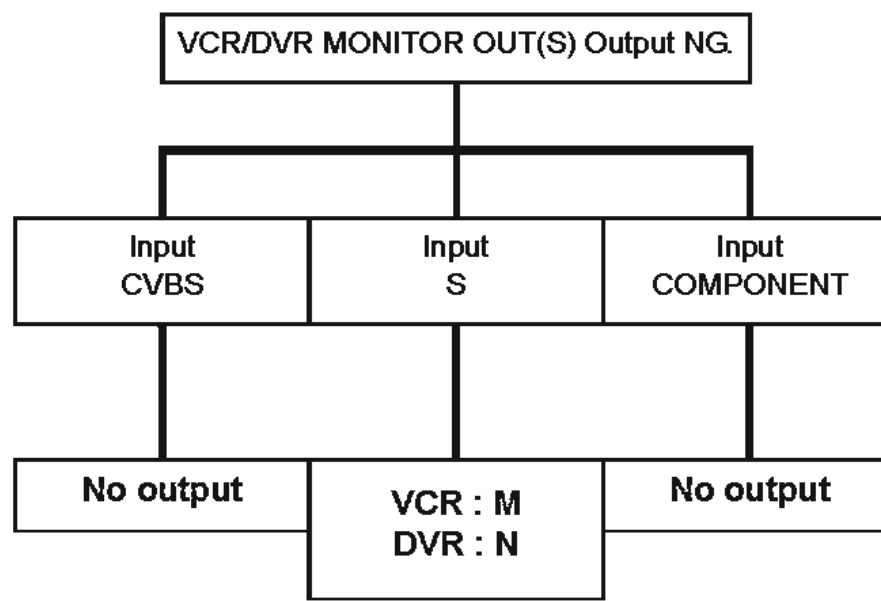 VCR/DVR MONITOR OUT(S) Output NG.
Input
CVBS
Input
S
Input
COMPONENT
No output
VCR : M
DVR : N
No output